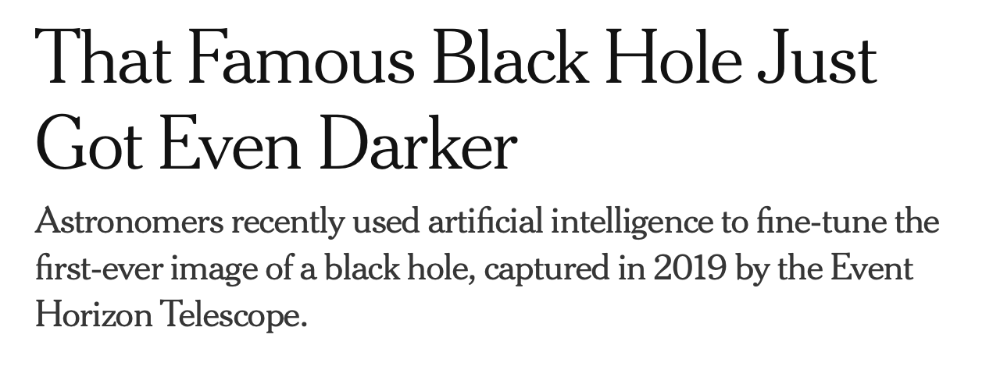 That Famous Black Hole Just
Got Even Darker
Astronomers recently used artificial intelligence to fine-tune the
first-ever image of a black hole, captured in 2019 by the Event
Horizon Telescope.